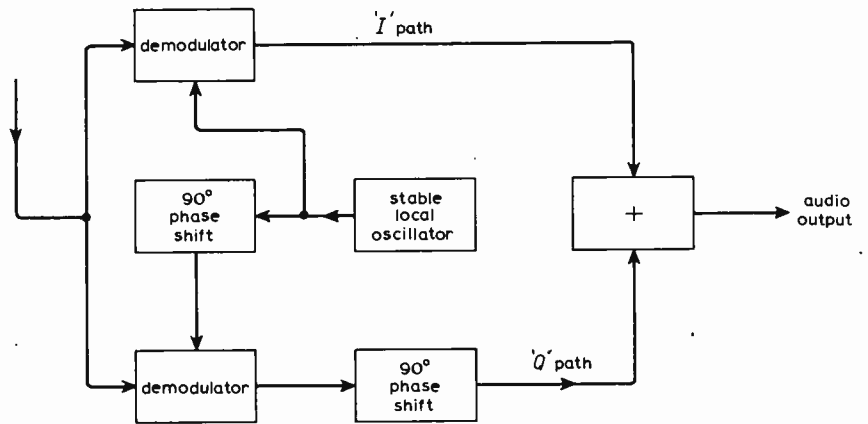 demodulator
'I' path
90°
phase
shift
stable
local
oscillator
+
audio
output
demodulator
90°
phase
shift
'Q' path